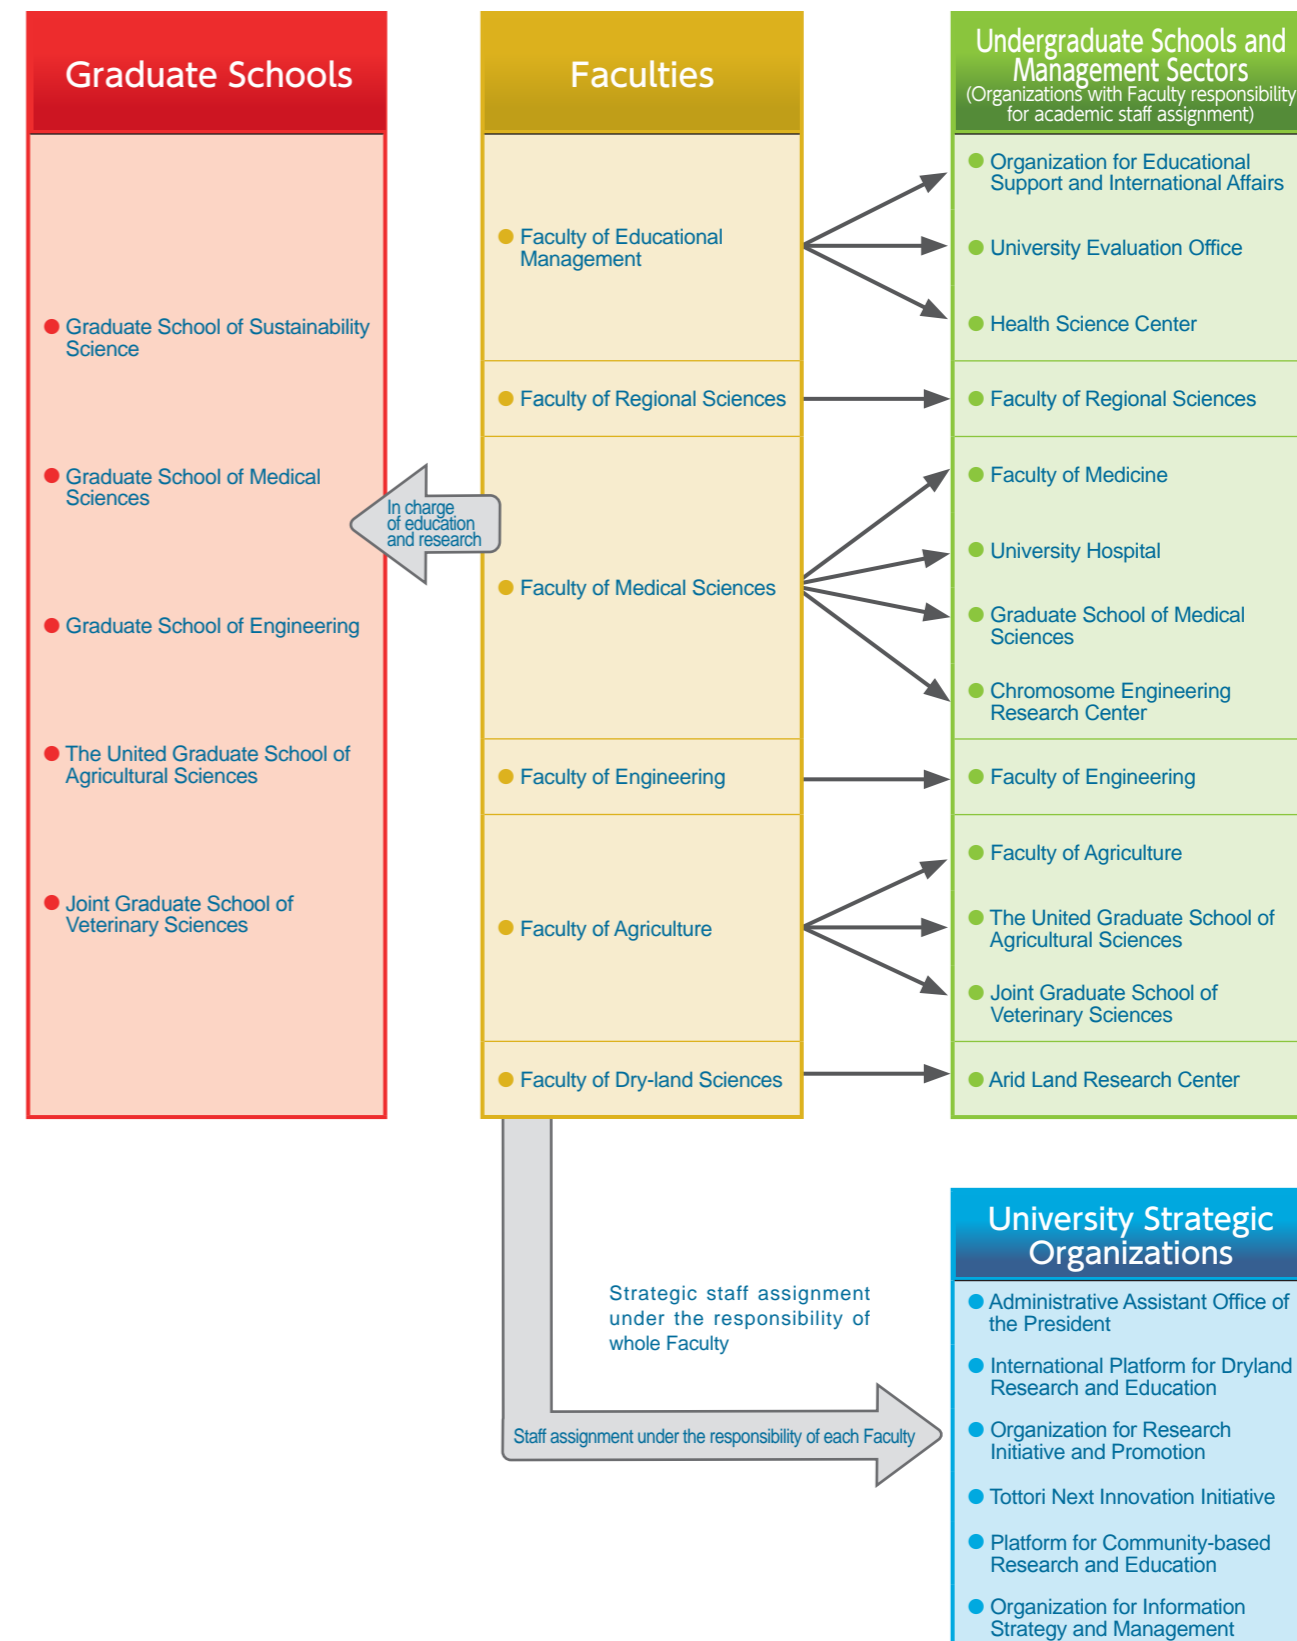 Graduate Schools
Graduate School of Sustainability
Science
Graduate School of Medical
Sciences
Graduate School of Engineering
The United Graduate School of
Agricultural Sciences
Joint Graduate School of
Veterinary Sciences
In charge
of education
and research
Faculties
Faculty of Educational
Management
Faculty of Regional Sciences
Faculty of Medical Sciences
Faculty of Engineering
Faculty of Agriculture
Faculty of Dry-land Sciences
Undergraduate Schools and
Management Sectors
(Organizations with Faculty responsibility
for academic staff assignment)
Organization for Educational
Support and International Affairs
University Evaluation Office
Health Science Center
Faculty of Regional Sciences
Faculty of Medicine
University Hospital
Graduate School of Medical
Sciences
Chromosome Engineering
Research Center
Faculty of Engineering
Faculty of Agriculture
The United Graduate School of
Agricultural Sciences
Joint Graduate School of
Veterinary Sciences
Arid Land Research Center
Strategic staff assignment
under the responsibility of
whole Faculty
Staff assignment under the responsibility of each Faculty
University Strategic
Organizations
Administrative Assistant Office of
the President
International Platform for Dryland
Research and Education
Organization for Research
Initiative and Promotion
Tottori Next Innovation Initiative
Platform for Community-based
Research and Education
Organization for Information
Strategy and Management